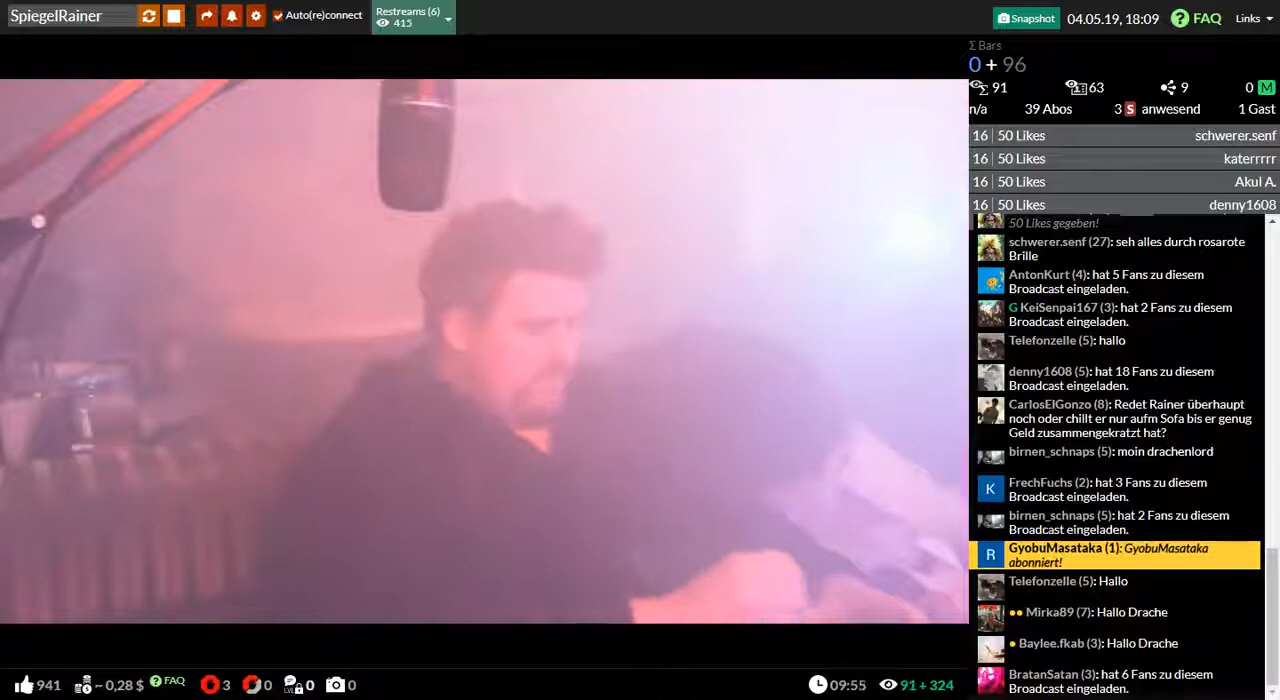 SpiegelRainer
Auto(re)connect
Restreams (6)
415
Snapshot
04.05.19, 18:09
FAQ
Links
Σ Bars
0 + 96
91
63
9
0 M
n/a
39 Abos
3 S anwesend
1 Gast
16 | 50 Likes schwerer.senf
16 | 50 Likes katerrrrr
16 | 50 Likes Akul A.
16 | 50 Likes denny1608
50 Likes gegeben!
schwerer.senf (27): seh alles durch rosarote
Brille
AntonKurt (4): hat 5 Fans zu diesem
Broadcast eingeladen.
G KeiSenpai167 (3): hat 2 Fans zu diesem
Broadcast eingeladen.
Telefonzelle (5): hallo
denny1608 (5): hat 18 Fans zu diesem
Broadcast eingeladen.
CarlosElGonzo (8): Redet Rainer überhaupt
noch oder chillt er nur aufm Sofa bis er genug
Geld zusammengekratzt hat?
birnen_schnaps (5): moin drachenlord
K
FrechFuchs (2): hat 3 Fans zu diesem
Broadcast eingeladen.
birnen_schnaps (5): hat 2 Fans zu diesem
Broadcast eingeladen.
R
GyobuMasataka (1): GyobuMasataka
abonniert!
Telefonzelle (5): Hallo
Mirka89 (7): Hallo Drache
Baylee.fkab (3): Hallo Drache
BratanSatan (3): hat 6 Fans zu diesem
Broadcast eingeladen.
941
~ 0,28 $
FAQ
3
0
LVL
0
0
09:55
91 + 324